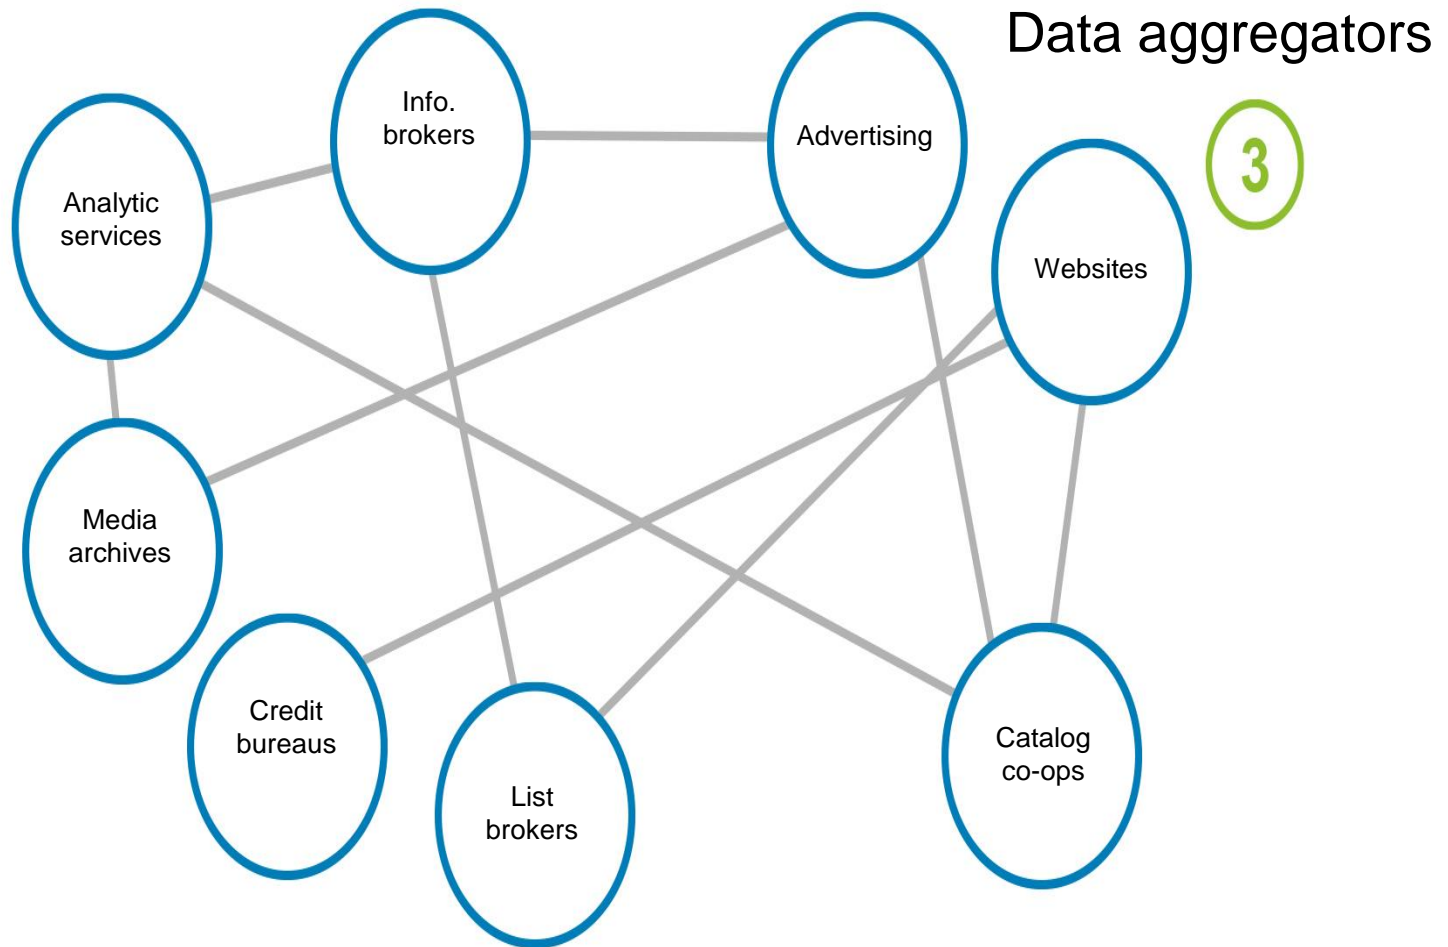 Data aggregators
3
Info.
brokers
Advertising
Analytic
services
Websites
Media
archives
Credit
bureaus
List
brokers
Catalog
co-ops